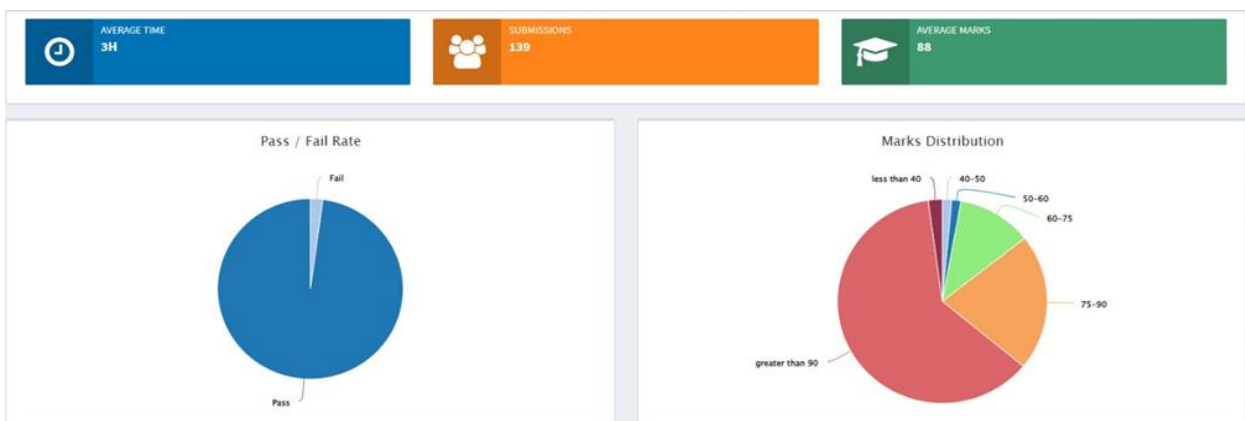 AVERAGE TIME
3H
SUBMISSIONS
139
AVERAGE MARKS
88
Pass / Fail Rate
Fail
Pass
Marks Distribution
less than 40
40-50
50-60
60-75
75-90
greater than 90